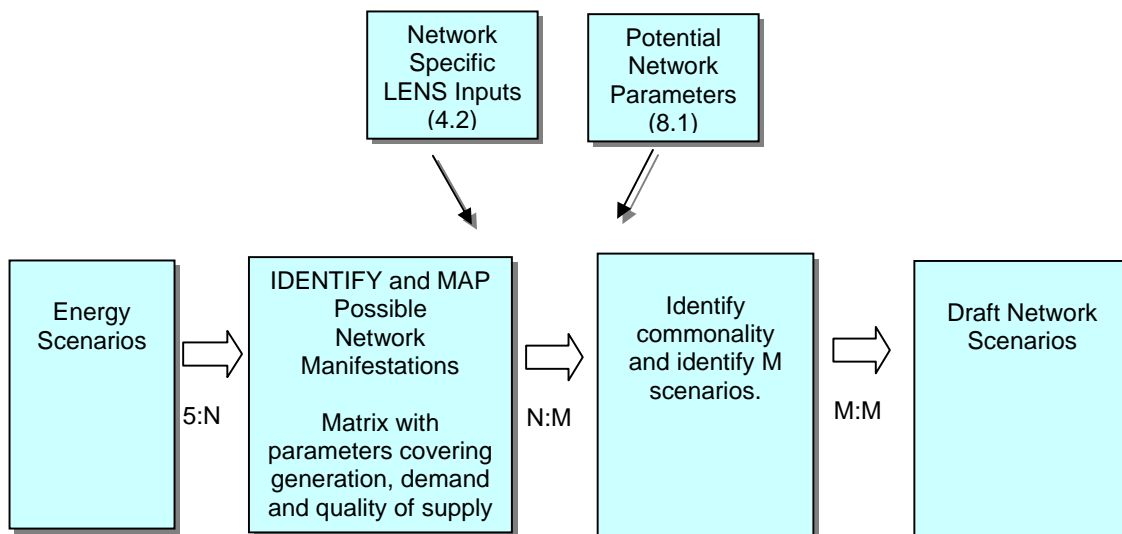 Network
Specific
LENS Inputs
(4.2)
Potential
Network
Parameters
(8.1)
Energy
Scenarios
5:N
IDENTIFY and MAP
Possible
Network
Manifestations
Matrix with
parameters covering
generation, demand
and quality of supply
N:M
Identify
commonality
and identify M
scenarios.
M:M
Draft Network
Scenarios